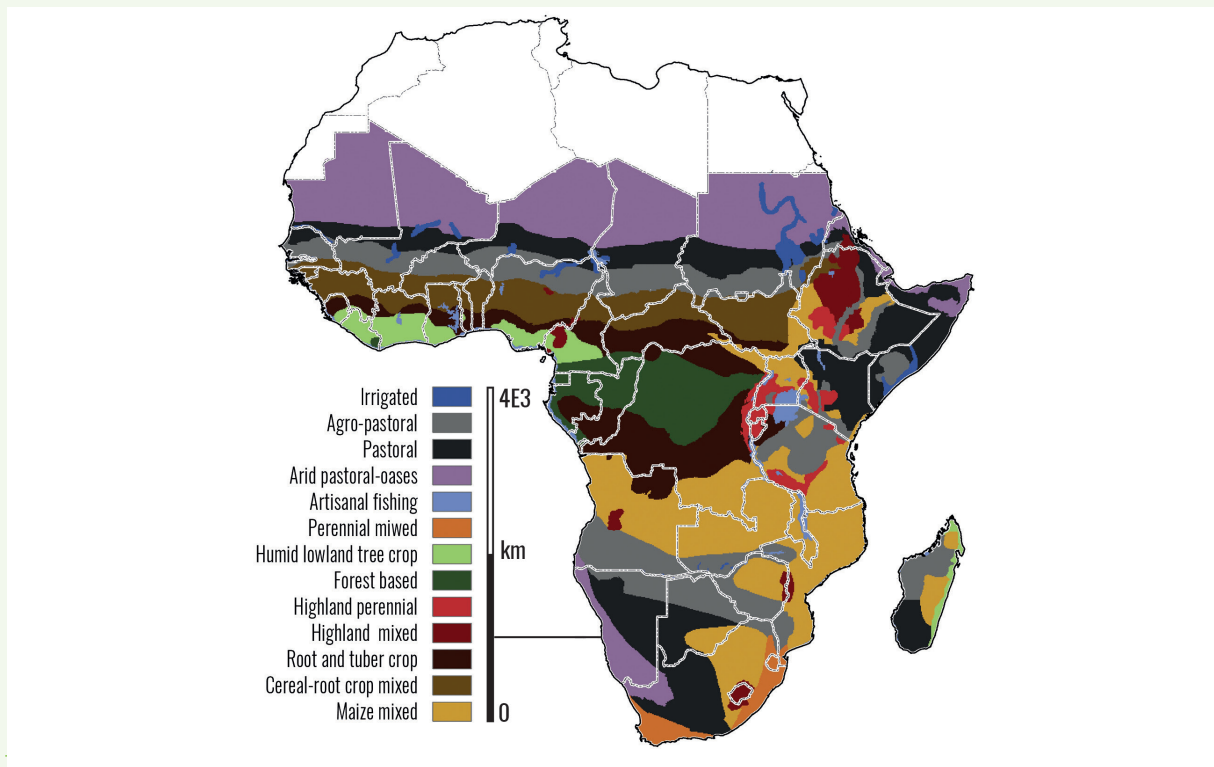 Irrigated
Agro-pastoral
Pastoral
Arid pastoral-oases
Artisanal fishing
Perennial miwed
Humid lowland tree crop
Forest based
Highland perennial
Highland mixed
Root and tuber crop
Cereal-root crop mixed
Maize mixed
4E3
km
0